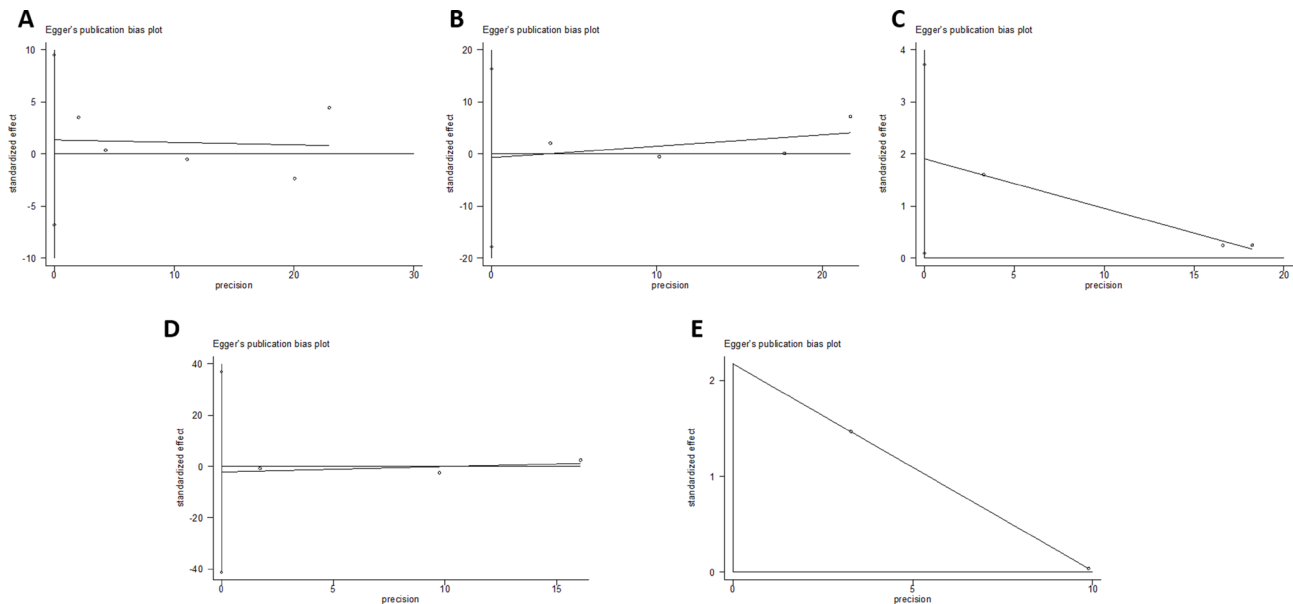 A
Egger's publication bias plot
10
5
0
-5
-10
standardized effect
0
10
20
30
precision
B
Egger's publication bias plot
20
10
0
-10
-20
standardized effect
0
10
20
precision
C
Egger's publication bias plot
4
3
2
1
0
standardized effect
0
5
10
15
20
precision
D
Egger's publication bias plot
40
20
0
-20
-40
standardized effect
0
5
10
15
precision
E
Egger's publication bias plot
2
1
0
standardized effect
0
5
10
precision